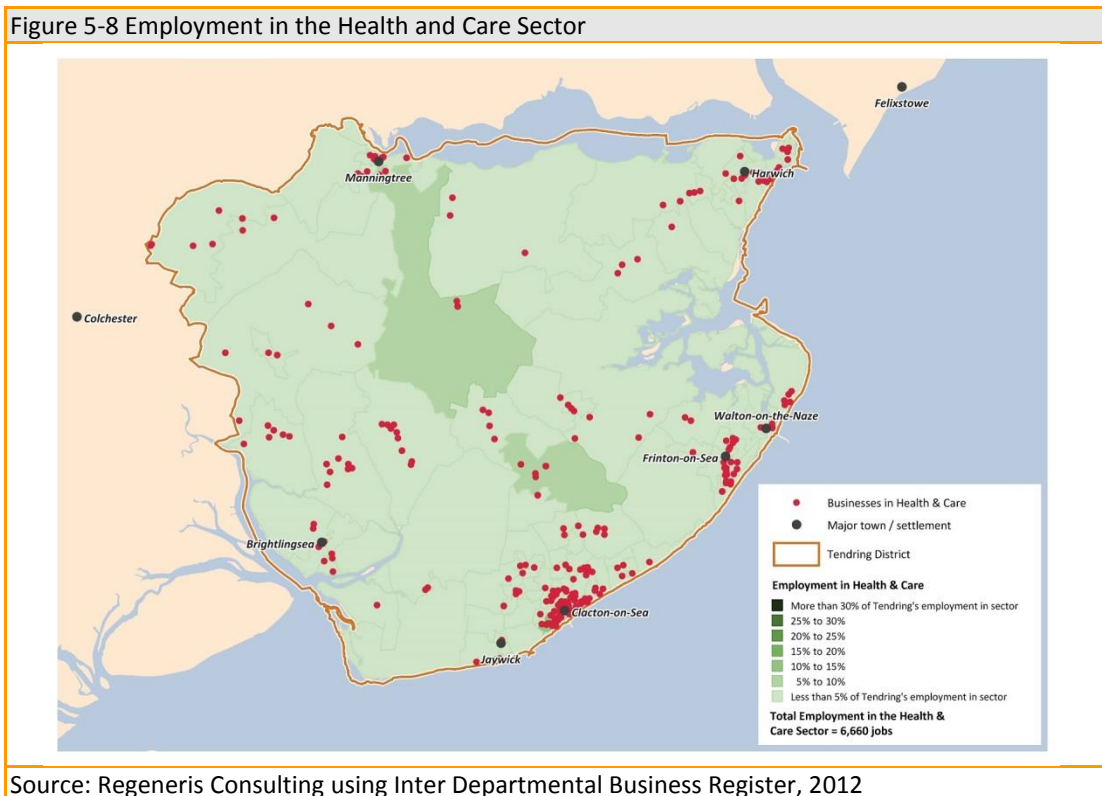 Figure 5-8 Employment in the Health and Care Sector
Felixstowe
Manningtree
Harwich
Colchester
Walton-on-the-Naze
Frinton-on-Sea
Brightlingsea
Clacton-on-Sea
Jaywick
Businesses in Health & Care
Major town / settlement
Tendring District
Employment in Health & Care
More than 30% of Tendring's employment in sector
25% to 30%
20% to 25%
15% to 20%
10% to 15%
5% to 10%
Less than 5% of Tendring's employment in sector
Total Employment in the Health &
Care Sector = 6,660 jobs
Source: Regeneris Consulting using Inter Departmental Business Register, 2012